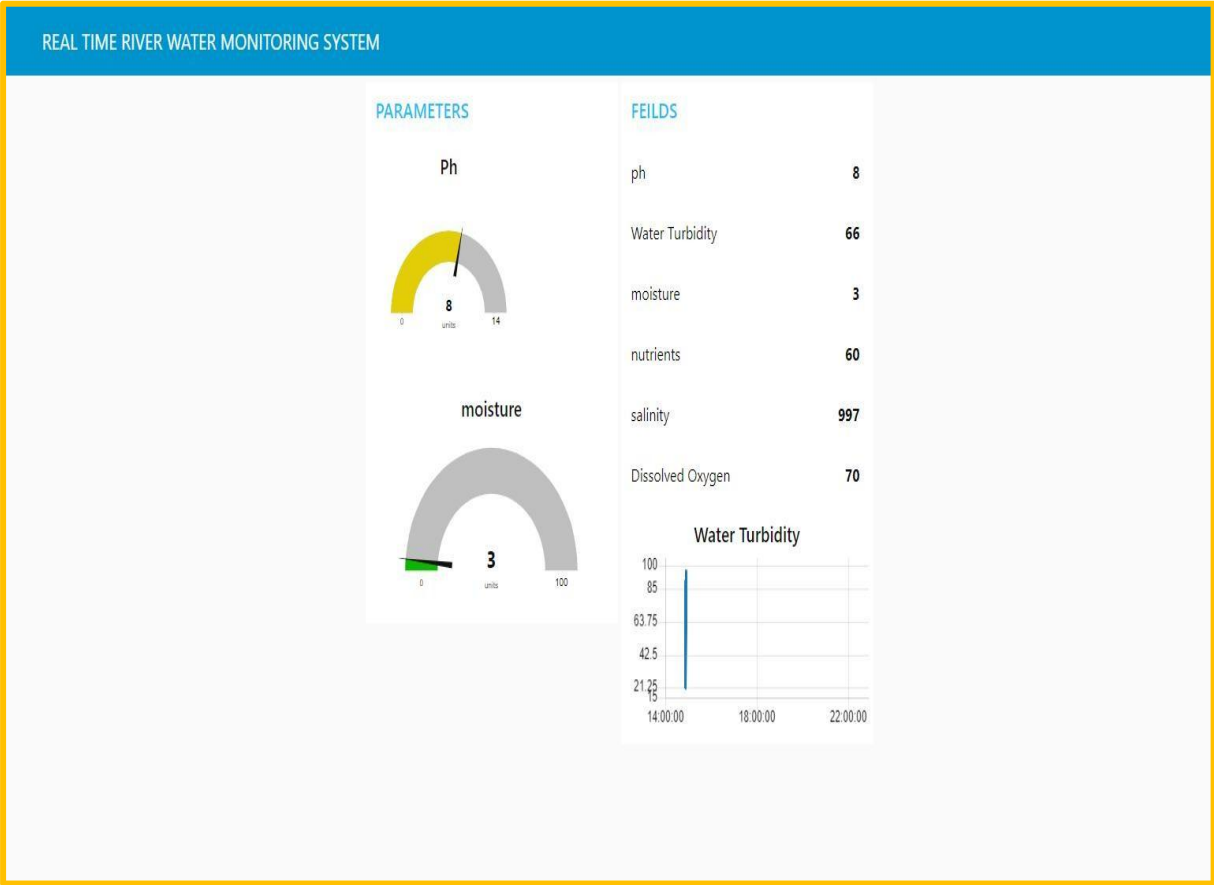 REAL TIME RIVER WATER MONITORING SYSTEM
PARAMETERS
Ph
8
units
0
14
moisture
3
units
0
100
FEILDS
ph 8
Water Turbidity 66
moisture 3
nutrients 60
salinity 997
Dissolved Oxygen 70
Water Turbidity
100
85
63.75
42.5
21.25
15
14:00:00 18:00:00 22:00:00